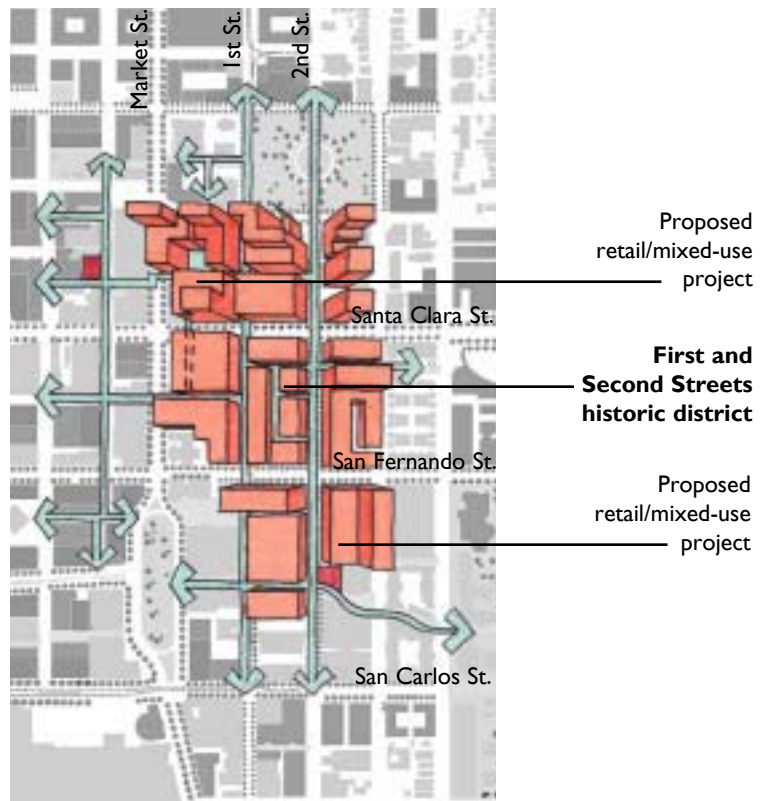 Market St.
1st St.
2nd St.
Proposed
retail/mixed-use
project
Santa Clara St.
First and
Second Streets
historic district
San Fernando St.
Proposed
retail/mixed-use
project
San Carlos St.